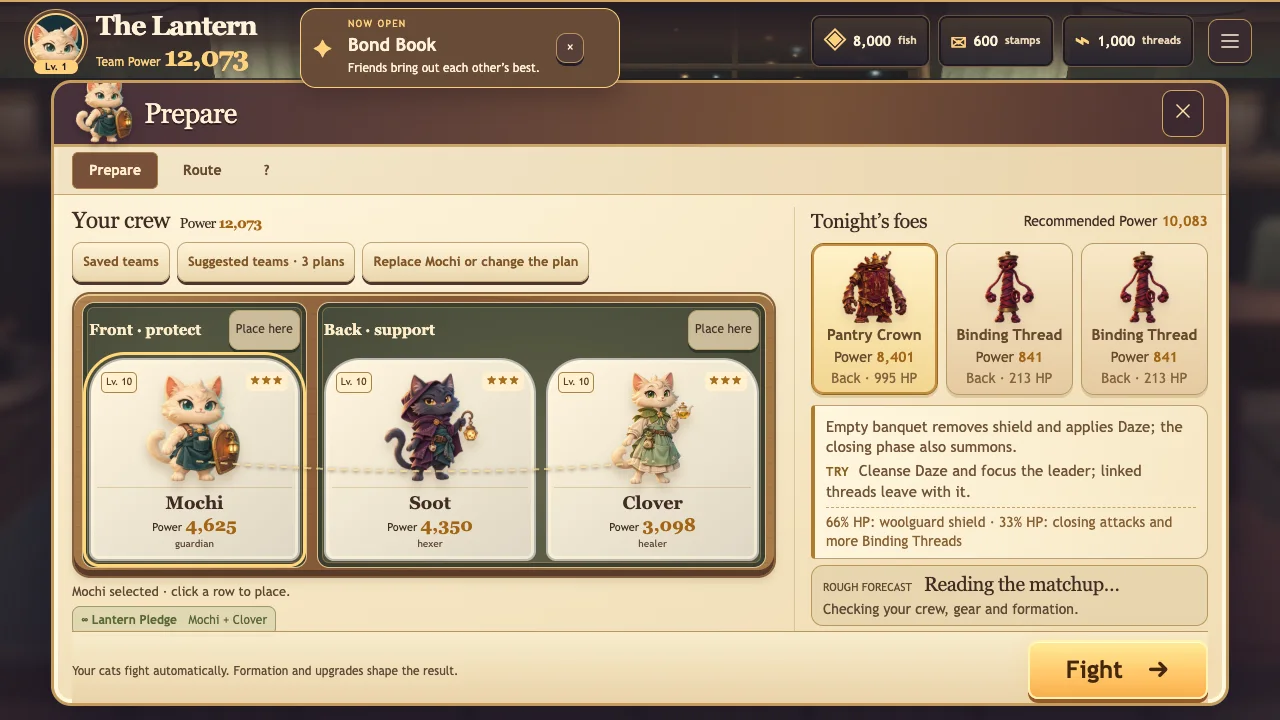 The Lantern
Team Power 12,073
Lv. 1
NOW OPEN
Bond Book
Friends bring out each other's best.
×
8,000 fish
600 stamps
1,000 threads
Prepare
Prepare
Route
?
Your crew Power 12,073
Saved teams
Suggested teams · 3 plans
Replace Mochi or change the plan
Front · protect
Place here
Back · support
Place here
Lv. 10
★★★
Mochi
Power 4,625
guardian
Lv. 10
★★★
Soot
Power 4,350
hexer
Lv. 10
★★★
Clover
Power 3,098
healer
Mochi selected · click a row to place.
∞ Lantern Pledge Mochi + Clover
Tonight's foes
Recommended Power 10,083
Pantry Crown
Power 8,401
Back · 995 HP
Binding Thread
Power 841
Back · 213 HP
Binding Thread
Power 841
Back · 213 HP
Empty banquet removes shield and applies Daze; the
closing phase also summons.
TRY Cleanse Daze and focus the leader; linked
threads leave with it.
66% HP: woolguard shield · 33% HP: closing attacks and
more Binding Threads
ROUGH FORECAST Reading the matchup…
Checking your crew, gear and formation.
Your cats fight automatically. Formation and upgrades shape the result.
Fight →